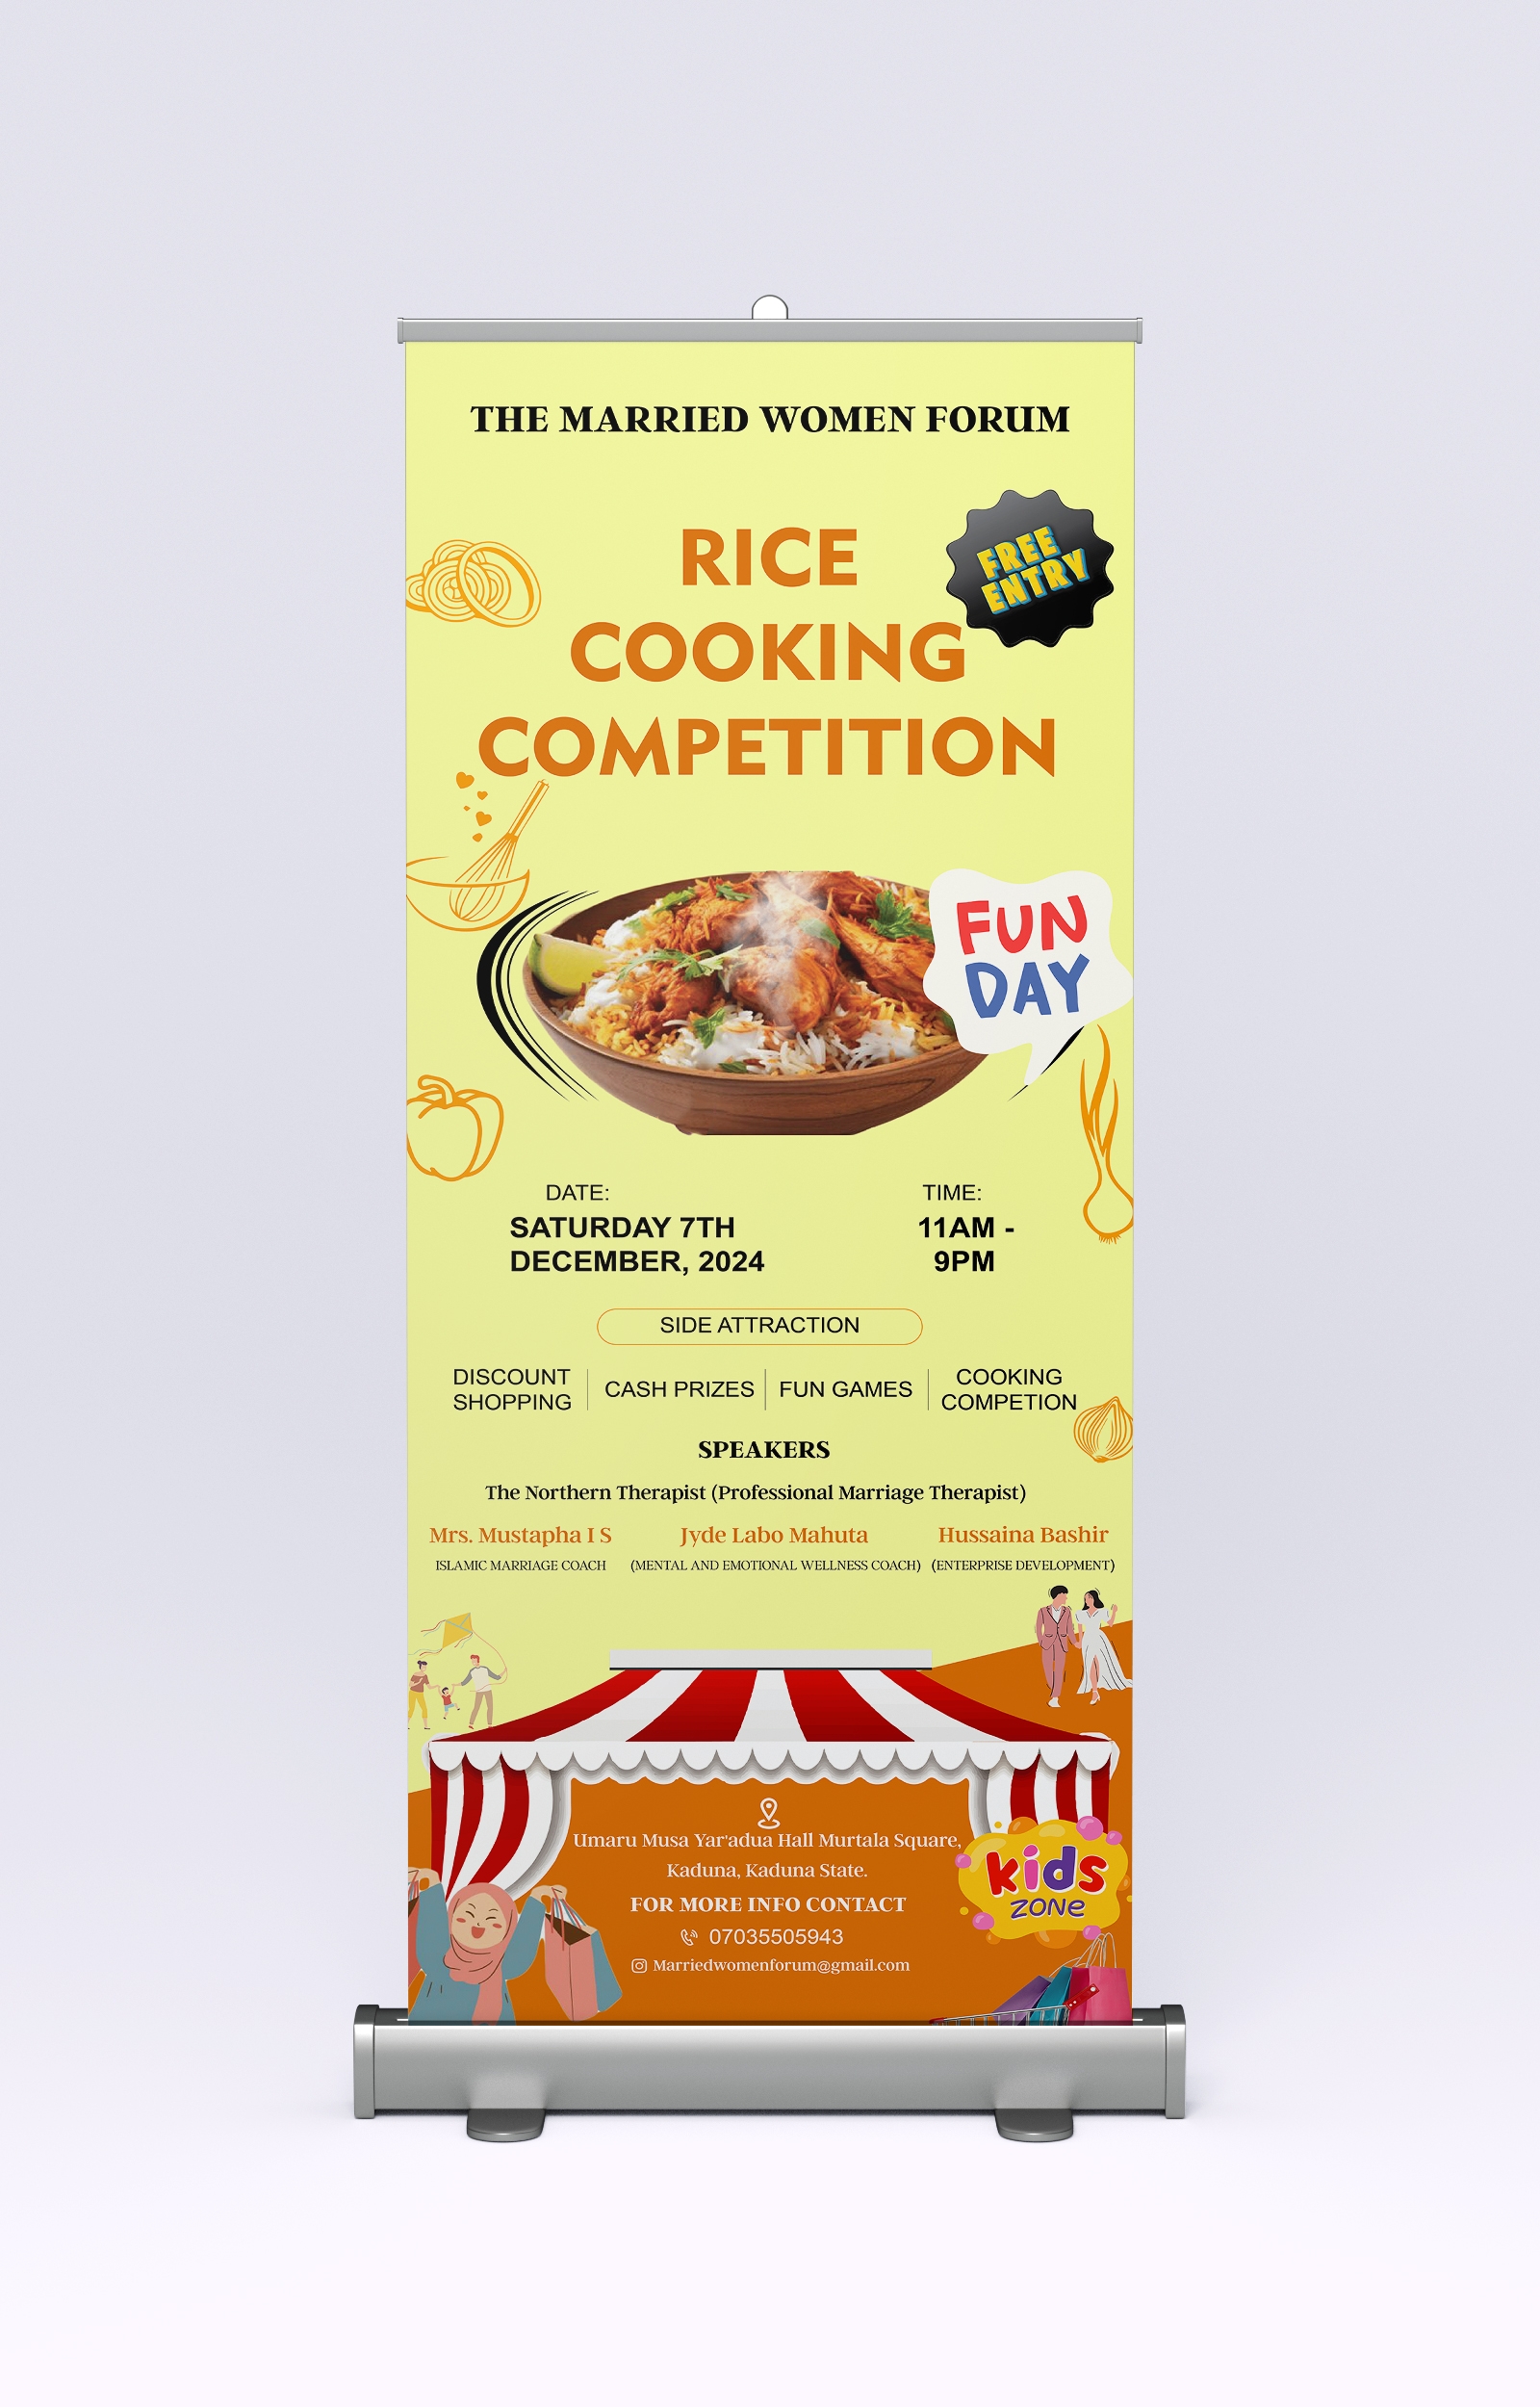 THE MARRIED WOMEN FORUM
RICE
COOKING
COMPETITION
FREE
ENTRY
FUN
DAY
DATE:
SATURDAY 7TH
DECEMBER, 2024
TIME:
11AM -
9PM
SIDE ATTRACTION
DISCOUNT
SHOPPING
CASH PRIZES
FUN GAMES
COOKING
COMPETION
SPEAKERS
The Northern Therapist (Professional Marriage Therapist)
Mrs. Mustapha I S
ISLAMIC MARRIAGE COACH
Jyde Labo Mahuta
(MENTAL AND EMOTIONAL WELLNESS COACH)
Hussaina Bashir
(ENTERPRISE DEVELOPMENT)
Umaru Musa Yar'adua Hall Murtala Square,
Kaduna, Kaduna State.
FOR MORE INFO CONTACT
07035505943
Marriedwomenforum@gmail.com
kids
ZONe